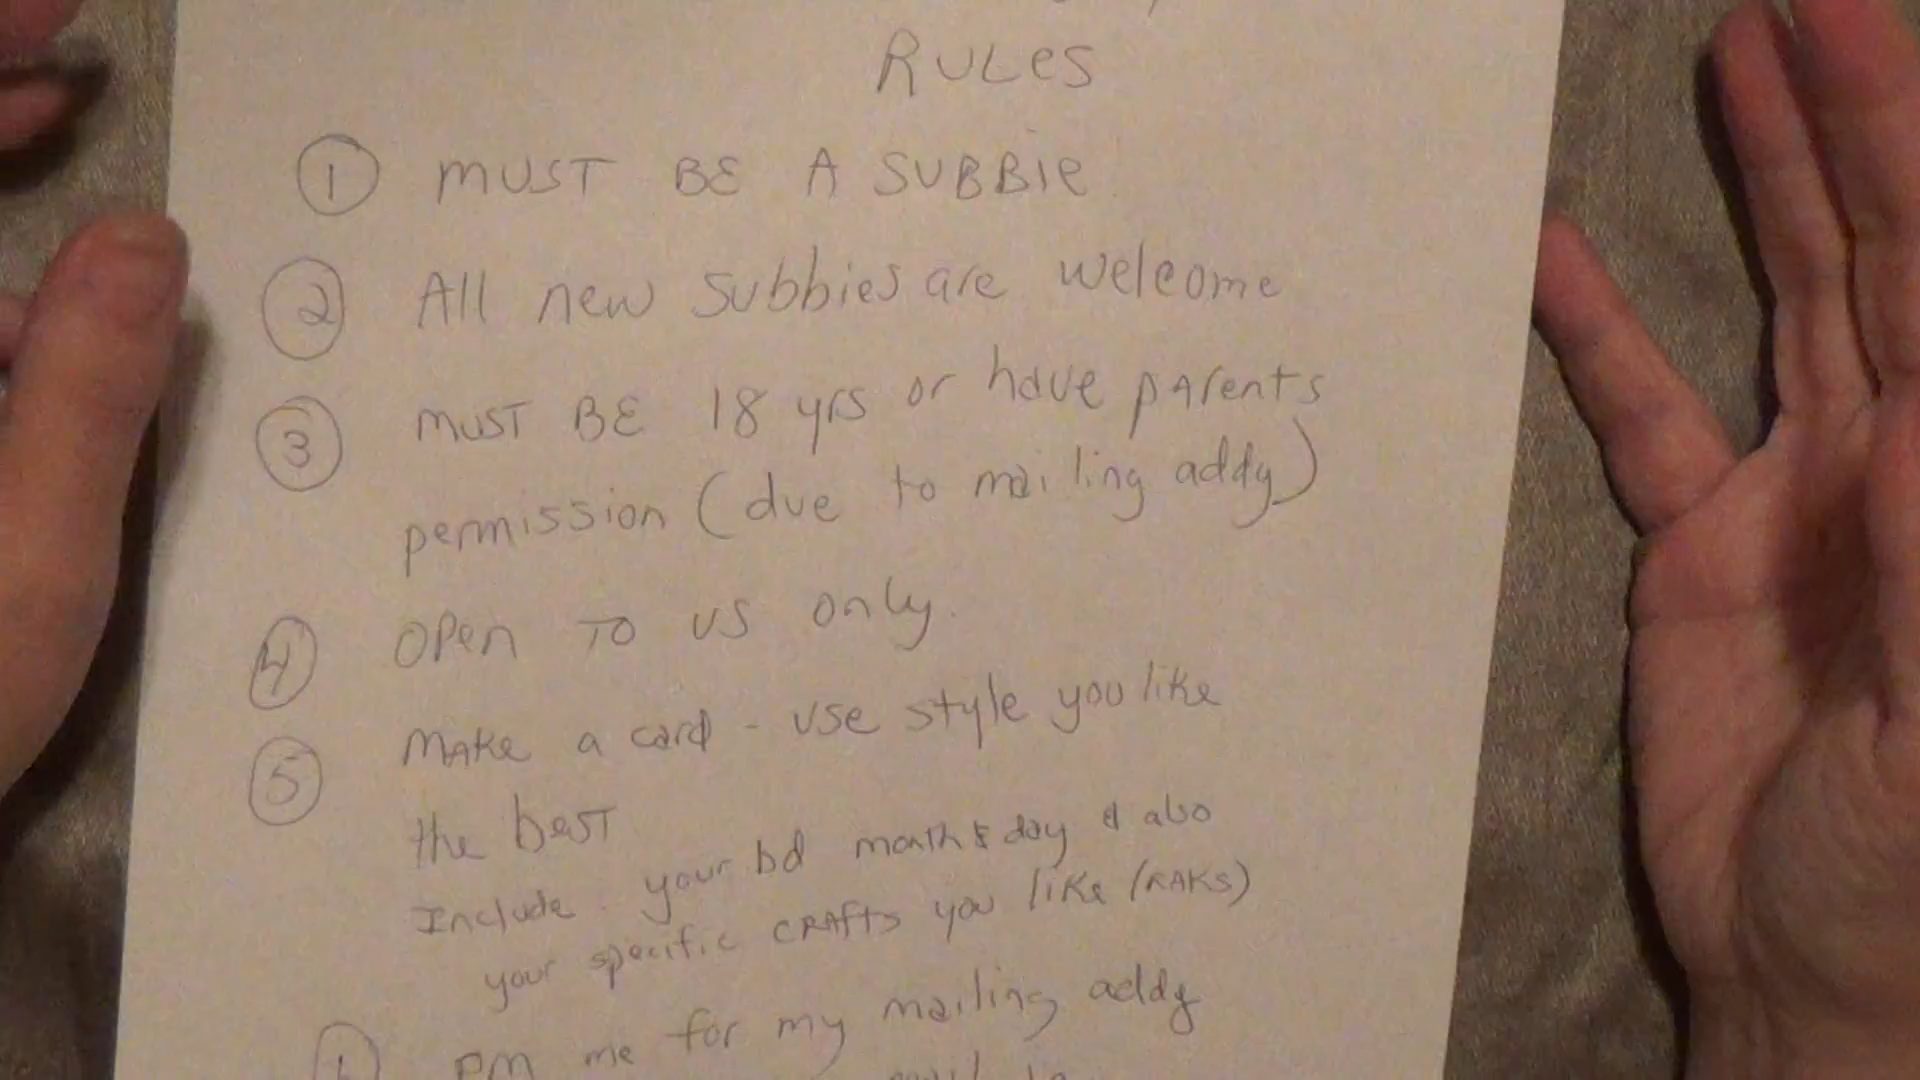 RULes
① MUST BE A SUBBIE
② All new subbies are welcome
③ MUST BE 18 yrs or have pArents
permission (due to mailing addy)
④ OPen TO US only.
⑤ MAKe a card - use style you like
the besT
Include your bd month & day & also
your specific CRAfts you like (RAKS)
PM me for my mailing addy